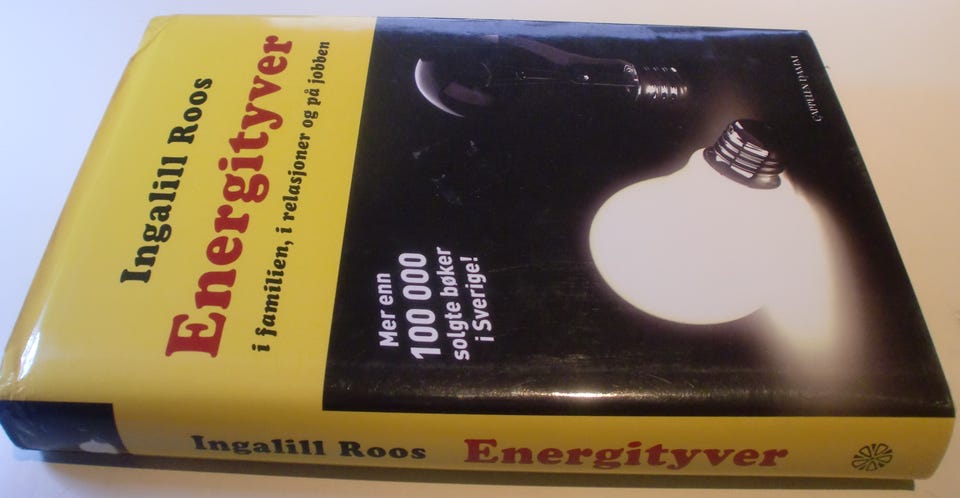 Ingalill Roos
Energityver
i familien, i relasjoner og på jobben
Mer enn
100 000
solgte bøker
i Sverige!
CAPPELEN DAMM
Ingalill Roos Energityver